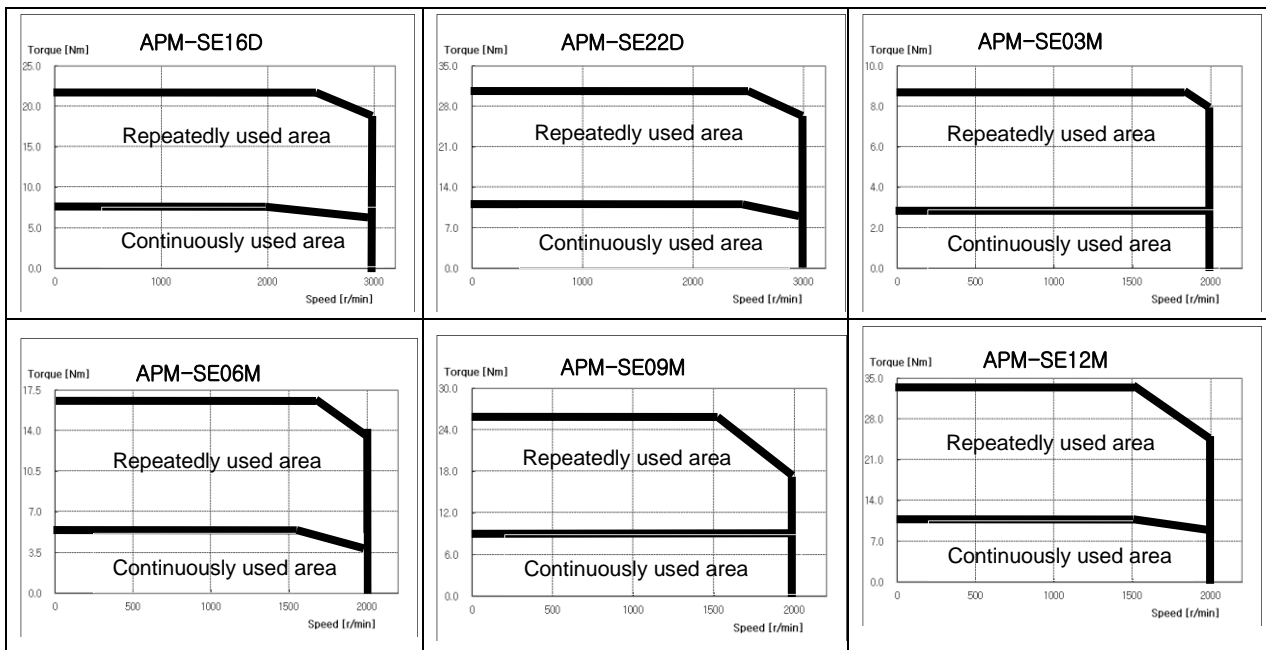 APM-SE16D
Torque [Nm]
25.0
20.0
15.0
10.0
5.0
0.0
Repeatedly used area
Continuously used area
0 1000 2000 3000
Speed [r/min]
APM-SE22D
Torque [Nm]
35.0
28.0
21.0
14.0
7.0
0.0
Repeatedly used area
Continuously used area
0 1000 2000 3000
Speed [r/min]
APM-SE03M
Torque [Nm]
10.0
8.0
6.0
4.0
2.0
0.0
Repeatedly used area
Continuously used area
0 500 1000 1500 2000
Speed [r/min]
APM-SE06M
Torque [Nm]
17.5
14.0
10.5
7.0
3.5
0.0
Repeatedly used area
Continuously used area
0 500 1000 1500 2000
Speed [r/min]
APM-SE09M
Torque [Nm]
30.0
24.0
18.0
12.0
6.0
0.0
Repeatedly used area
Continuously used area
0 500 1000 1500 2000
Speed [r/min]
APM-SE12M
Torque [Nm]
35.0
28.0
21.0
14.0
7.0
0.0
Repeatedly used area
Continuously used area
0 500 1000 1500 2000
Speed [r/min]